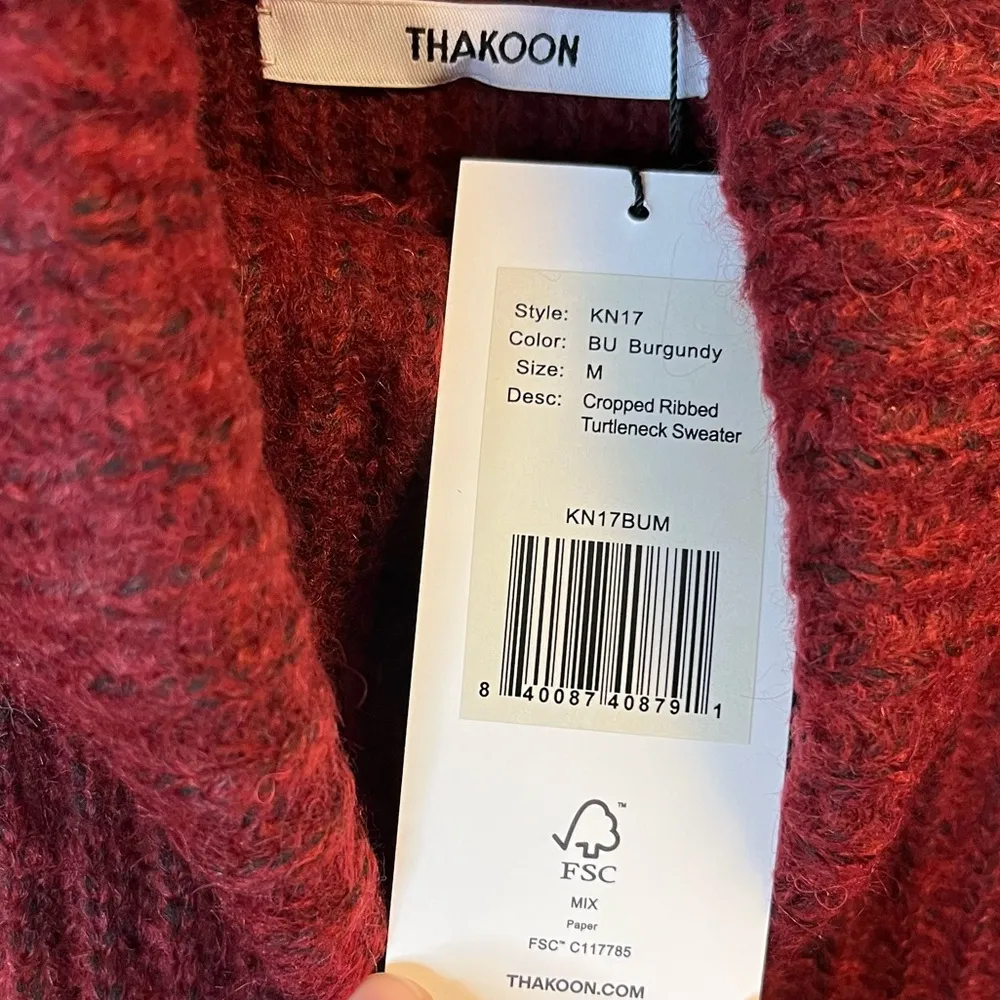 THAKOON
Style: KN17
Color: BU Burgundy
Size: M
Desc: Cropped Ribbed
Turtleneck Sweater
KN17BUM
8 40087 40879 1
™
FSC
MIX
Paper
FSC™ C117785
THAKOON.COM